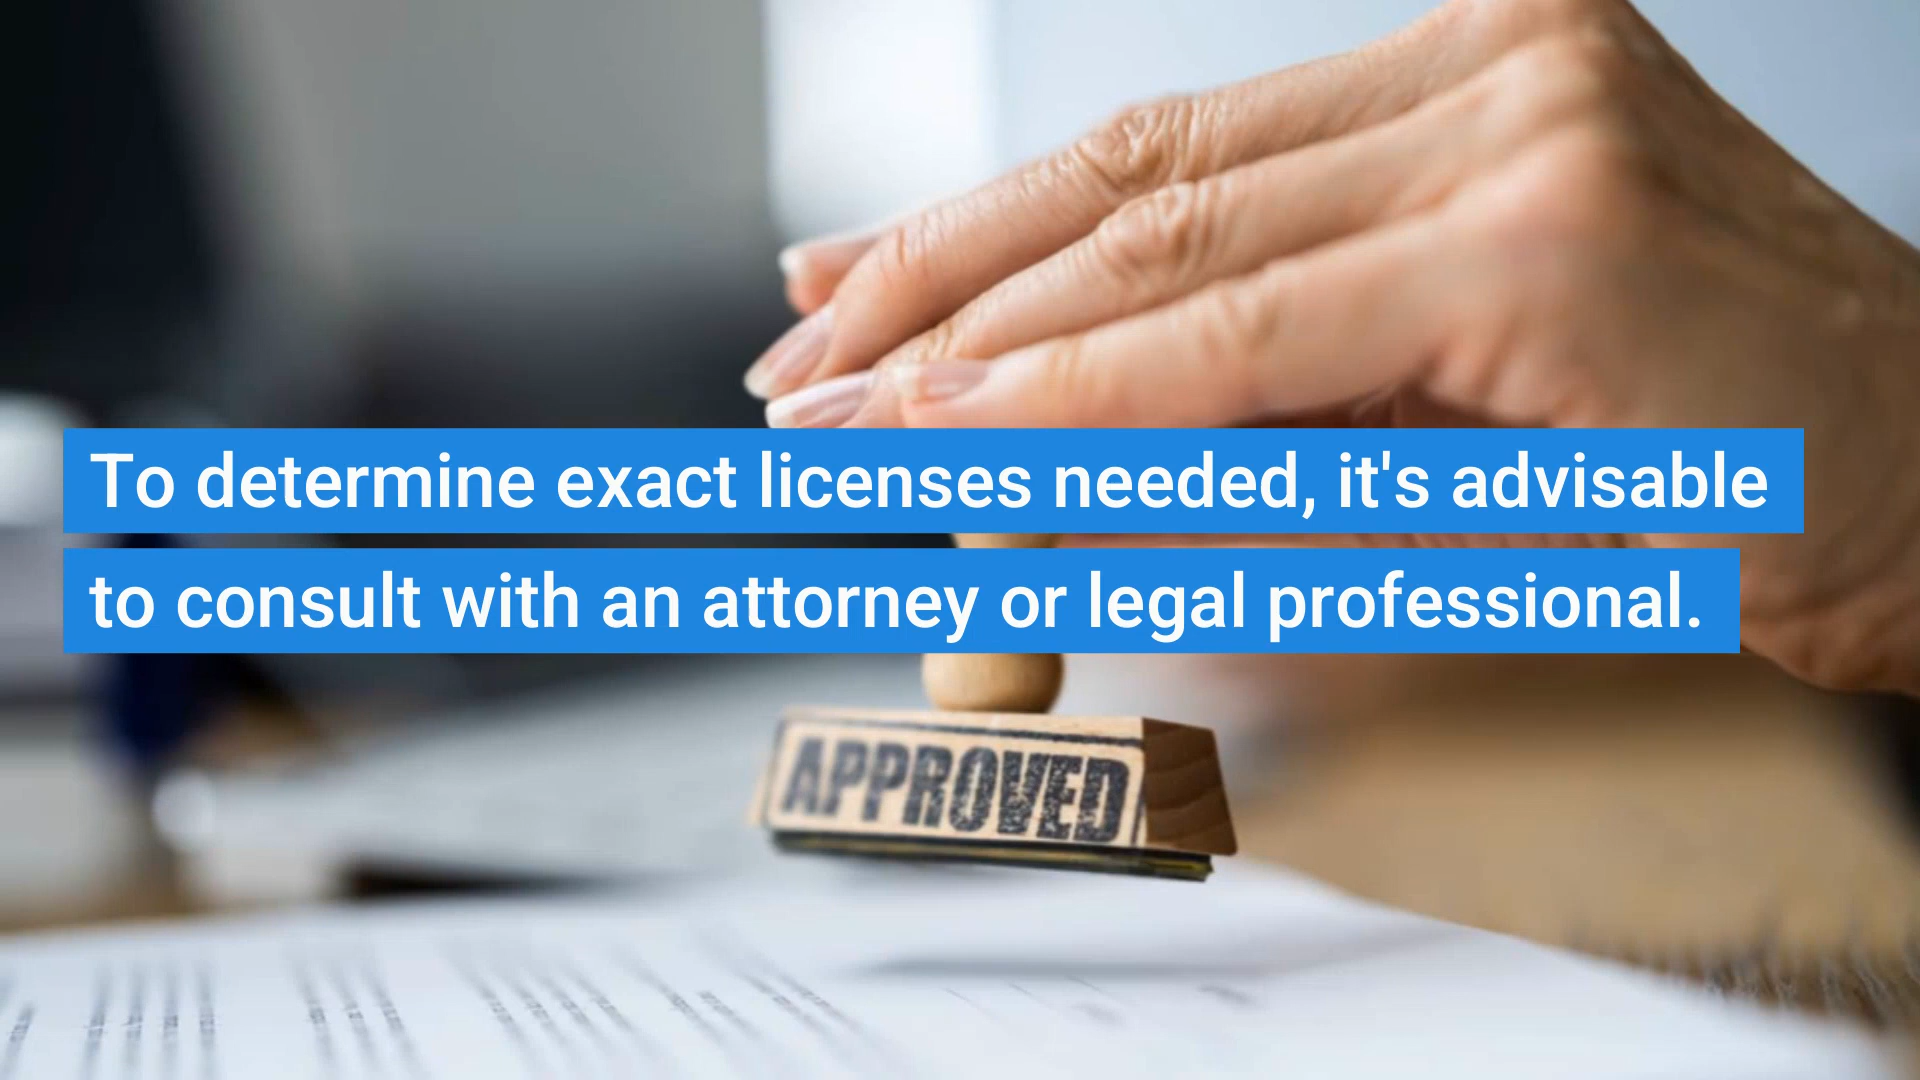 To determine exact licenses needed, it's advisable
to consult with an attorney or legal professional.
APPROVED